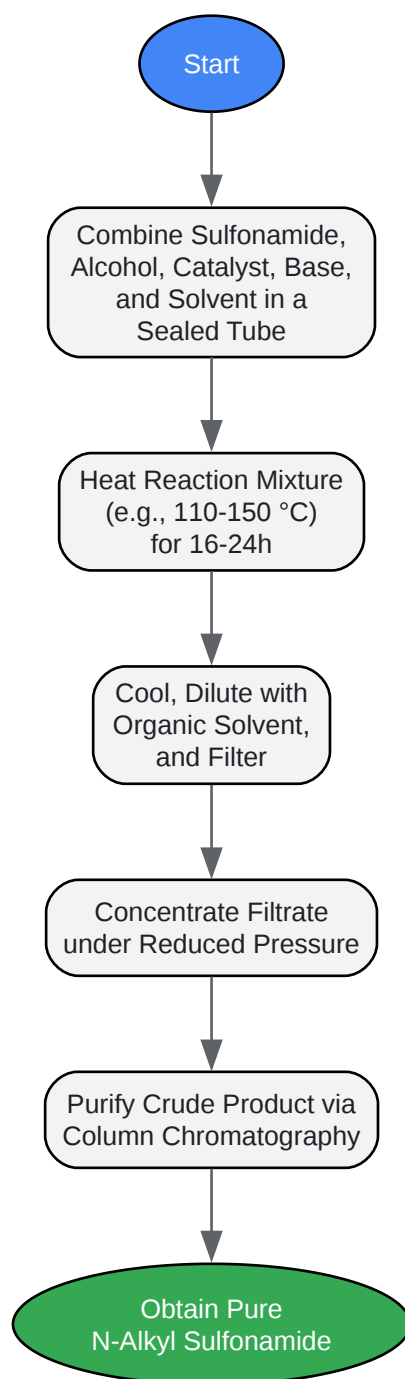 Start
Combine Sulfonamide,
Alcohol, Catalyst, Base,
and Solvent in a
Sealed Tube
Heat Reaction Mixture
(e.g., 110-150 °C)
for 16-24h
Cool, Dilute with
Organic Solvent,
and Filter
Concentrate Filtrate
under Reduced Pressure
Purify Crude Product via
Column Chromatography
Obtain Pure
N-Alkyl Sulfonamide